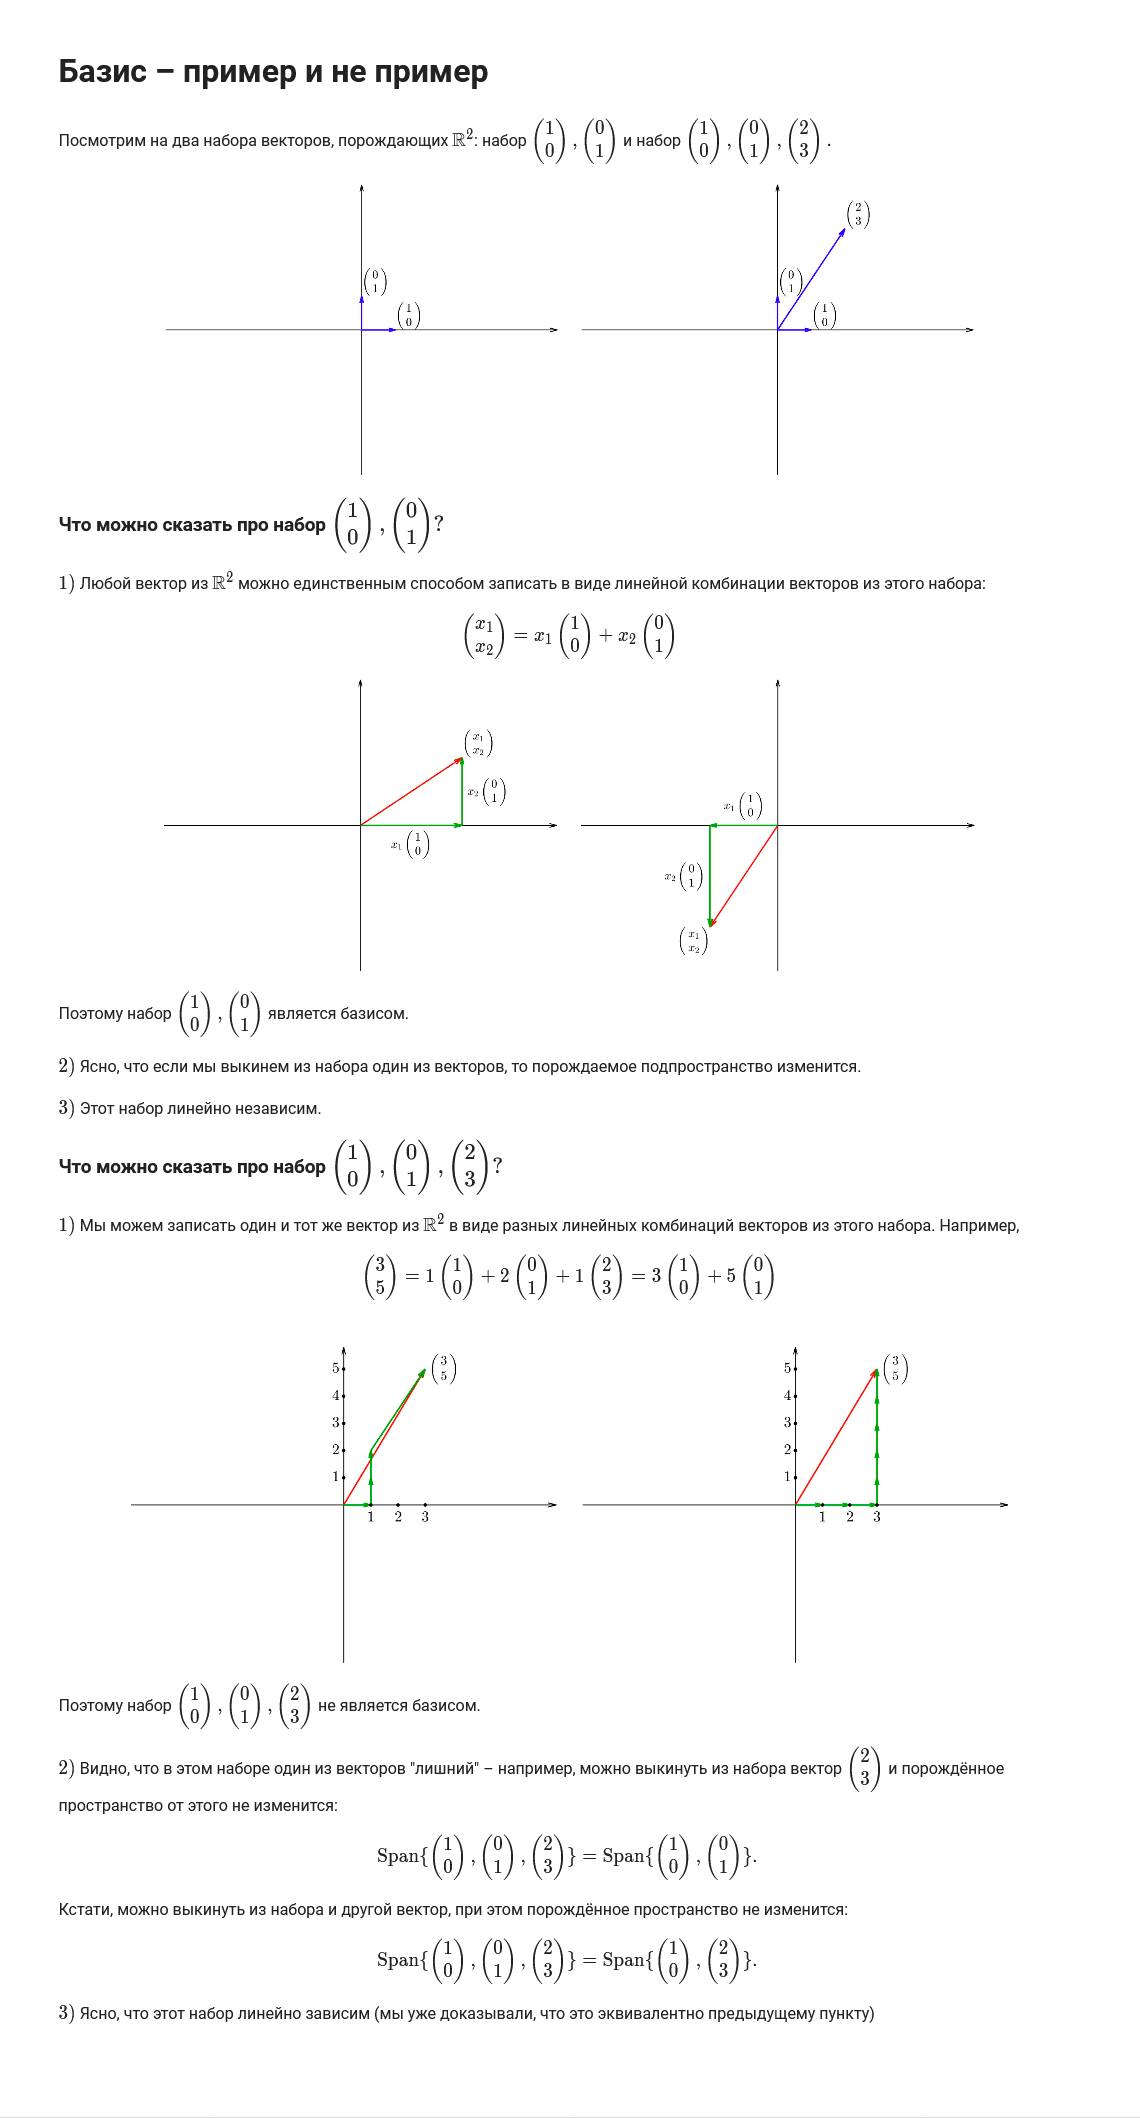 Базис – пример и не пример
Посмотрим на два набора векторов, порождающих $\mathbb{R}^2$: набор $\begin{pmatrix}1\\0\end{pmatrix}, \begin{pmatrix}0\\1\end{pmatrix}$ и набор $\begin{pmatrix}1\\0\end{pmatrix}, \begin{pmatrix}0\\1\end{pmatrix}, \begin{pmatrix}2\\3\end{pmatrix}.$
$\begin{pmatrix}0\\1\end{pmatrix}$
$\begin{pmatrix}1\\0\end{pmatrix}$
$\begin{pmatrix}2\\3\end{pmatrix}$
$\begin{pmatrix}0\\1\end{pmatrix}$
$\begin{pmatrix}1\\0\end{pmatrix}$
Что можно сказать про набор $\begin{pmatrix}1\\0\end{pmatrix}, \begin{pmatrix}0\\1\end{pmatrix}?$
1) Любой вектор из $\mathbb{R}^2$ можно единственным способом записать в виде линейной комбинации векторов из этого набора:
$\begin{pmatrix}x_1\\x_2\end{pmatrix} = x_1\begin{pmatrix}1\\0\end{pmatrix} + x_2\begin{pmatrix}0\\1\end{pmatrix}$
$\begin{pmatrix}x_1\\x_2\end{pmatrix}$
$x_2\begin{pmatrix}0\\1\end{pmatrix}$
$x_1\begin{pmatrix}1\\0\end{pmatrix}$
$x_1\begin{pmatrix}1\\0\end{pmatrix}$
$x_2\begin{pmatrix}0\\1\end{pmatrix}$
$\begin{pmatrix}x_1\\x_2\end{pmatrix}$
Поэтому набор $\begin{pmatrix}1\\0\end{pmatrix}, \begin{pmatrix}0\\1\end{pmatrix}$ является базисом.
2) Ясно, что если мы выкинем из набора один из векторов, то порождаемое подпространство изменится.
3) Этот набор линейно независим.
Что можно сказать про набор $\begin{pmatrix}1\\0\end{pmatrix}, \begin{pmatrix}0\\1\end{pmatrix}, \begin{pmatrix}2\\3\end{pmatrix}?$
1) Мы можем записать один и тот же вектор из $\mathbb{R}^2$ в виде разных линейных комбинаций векторов из этого набора. Например,
$\begin{pmatrix}3\\5\end{pmatrix} = 1\begin{pmatrix}1\\0\end{pmatrix} + 2\begin{pmatrix}0\\1\end{pmatrix} + 1\begin{pmatrix}2\\3\end{pmatrix} = 3\begin{pmatrix}1\\0\end{pmatrix} + 5\begin{pmatrix}0\\1\end{pmatrix}$
5
$\begin{pmatrix}3\\5\end{pmatrix}$
4
3
2
1
1 2 3
5
$\begin{pmatrix}3\\5\end{pmatrix}$
4
3
2
1
1 2 3
Поэтому набор $\begin{pmatrix}1\\0\end{pmatrix}, \begin{pmatrix}0\\1\end{pmatrix}, \begin{pmatrix}2\\3\end{pmatrix}$ не является базисом.
2) Видно, что в этом наборе один из векторов "лишний" – например, можно выкинуть из набора вектор $\begin{pmatrix}2\\3\end{pmatrix}$ и порождённое
пространство от этого не изменится:
$\text{Span}\{\begin{pmatrix}1\\0\end{pmatrix}, \begin{pmatrix}0\\1\end{pmatrix}, \begin{pmatrix}2\\3\end{pmatrix}\} = \text{Span}\{\begin{pmatrix}1\\0\end{pmatrix}, \begin{pmatrix}0\\1\end{pmatrix}\}.$
Кстати, можно выкинуть из набора и другой вектор, при этом порождённое пространство не изменится:
$\text{Span}\{\begin{pmatrix}1\\0\end{pmatrix}, \begin{pmatrix}0\\1\end{pmatrix}, \begin{pmatrix}2\\3\end{pmatrix}\} = \text{Span}\{\begin{pmatrix}1\\0\end{pmatrix}, \begin{pmatrix}2\\3\end{pmatrix}\}.$
3) Ясно, что этот набор линейно зависим (мы уже доказывали, что это эквивалентно предыдущему пункту)